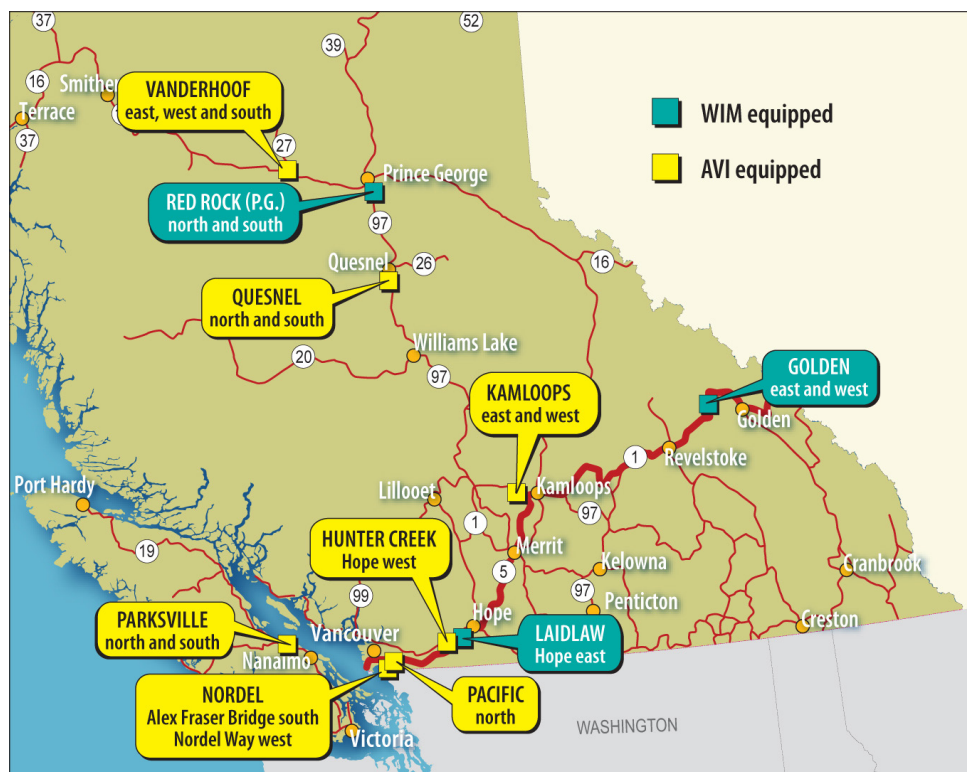 37
52
39
16
Smithe
VANDERHOOF
east, west and south
WIM equipped
Terrace
37
27
AVI equipped
Prince George
RED ROCK (P.G.)
north and south
97
Quesnel
26
16
QUESNEL
north and south
Williams Lake
20
97
GOLDEN
east and west
KAMLOOPS
east and west
Golden
1
Revelstoke
Port Hardy
Lillooet
Kamloops
97
1
19
HUNTER CREEK
Hope west
Merrit
5
Kelowna
Cranbrook
99
97
Penticton
PARKSVILLE
north and south
Vancouver
Hope
LAIDLAW
Hope east
Creston
Nanaimo
NORDEL
Alex Fraser Bridge south
Nordel Way west
PACIFIC
north
WASHINGTON
Victoria